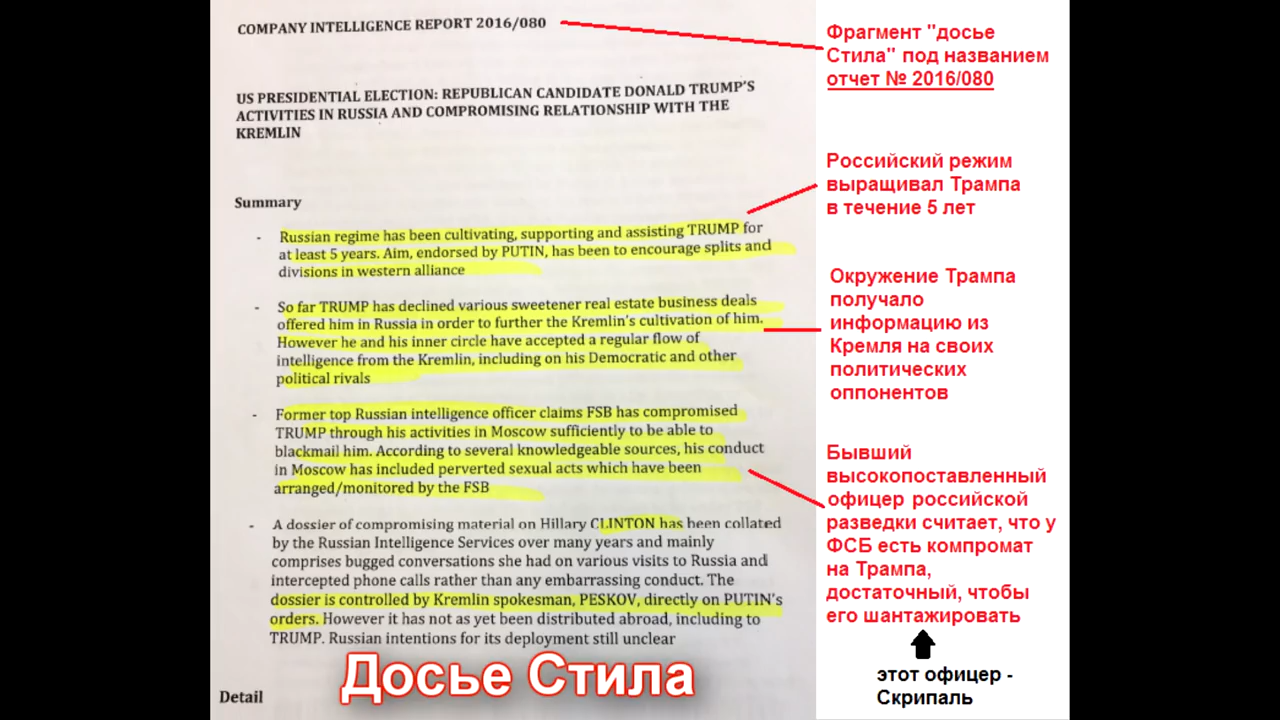 COMPANY INTELLIGENCE REPORT 2016/080
US PRESIDENTIAL ELECTION: REPUBLICAN CANDIDATE DONALD TRUMP'S
ACTIVITIES IN RUSSIA AND COMPROMISING RELATIONSHIP WITH THE
KREMLIN
Summary
- Russian regime has been cultivating, supporting and assisting TRUMP for
at least 5 years. Aim, endorsed by PUTIN, has been to encourage splits and
divisions in western alliance
- So far TRUMP has declined various sweetener real estate business deals
offered him in Russia in order to further the Kremlin's cultivation of him.
However he and his inner circle have accepted a regular flow of
intelligence from the Kremlin, including on his Democratic and other
political rivals
- Former top Russian intelligence officer claims FSB has compromised
TRUMP through his activities in Moscow sufficiently to be able to
blackmail him. According to several knowledgeable sources, his conduct
in Moscow has included perverted sexual acts which have been
arranged/monitored by the FSB
- A dossier of compromising material on Hillary CLINTON has been collated
by the Russian Intelligence Services over many years and mainly
comprises bugged conversations she had on various visits to Russia and
intercepted phone calls rather than any embarrassing conduct. The
dossier is controlled by Kremlin spokesman, PESKOV, directly on PUTIN's
orders. However it has not as yet been distributed abroad, including to
TRUMP. Russian intentions for its deployment still unclear
Detail
Досье Стила
Фрагмент "досье
Стила" под названием
отчет № 2016/080
Российский режим
выращивал Трампа
в течение 5 лет
Окружение Трампа
получало
информацию из
Кремля на своих
политических
оппонентов
Бывший
высокопоставленный
офицер российской
разведки считает, что у
ФСБ есть компромат
на Трампа,
достаточный, чтобы
его шантажировать
этот офицер -
Скрипаль